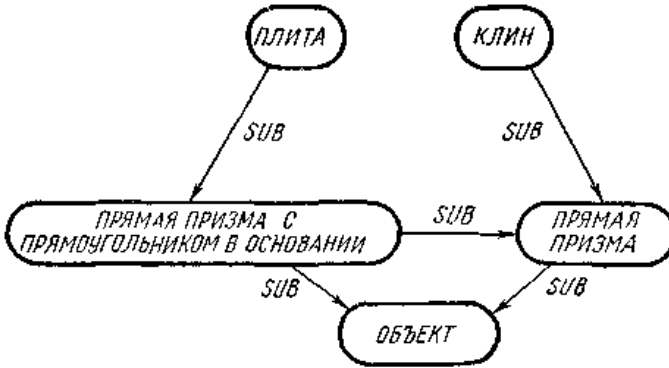 ПЛИТА
КЛИН
SUB
SUB
ПРЯМАЯ ПРИЗМА С
ПРЯМОУГОЛЬНИКОМ В ОСНОВАНИИ
SUB
ПРЯМАЯ
ПРИЗМА
SUB
SUB
ОБЪЕКТ